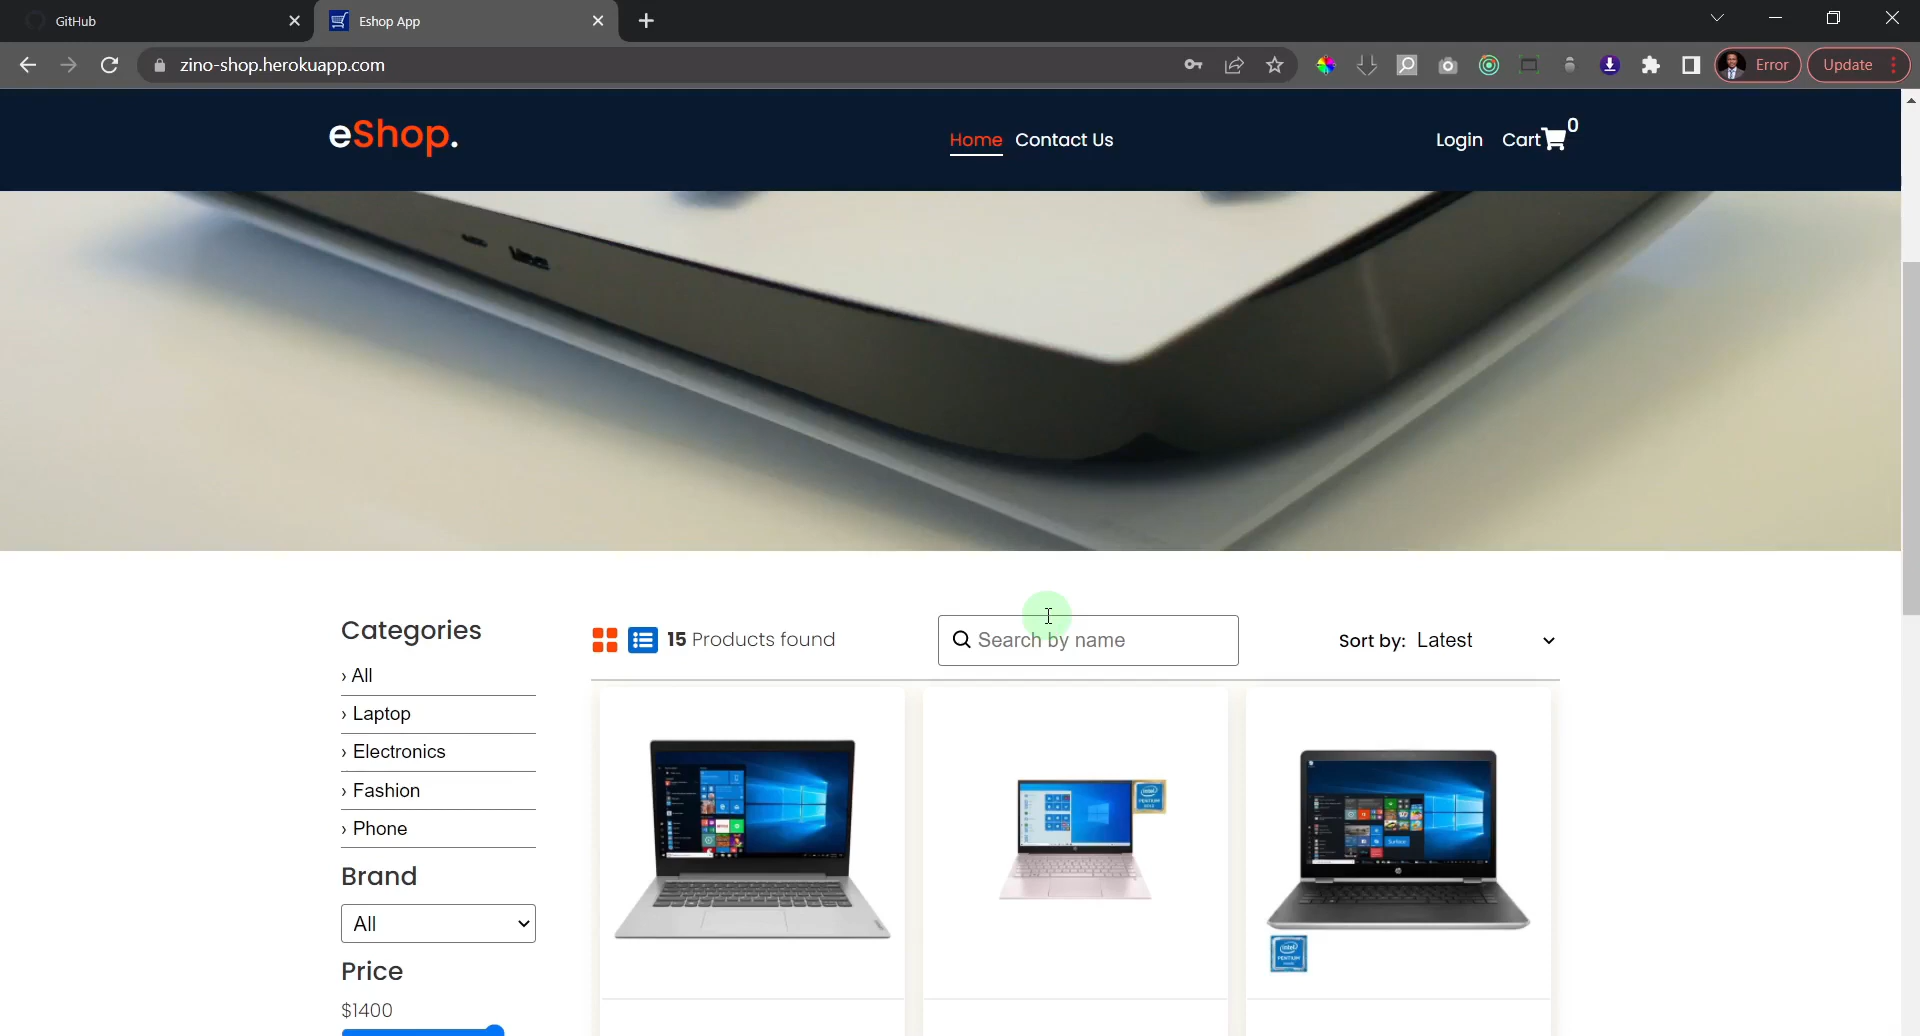 GitHub
Eshop App
zino-shop.herokuapp.com
Error
Update
eShop.
Home Contact Us
Login Cart 0
Categories
› All
› Laptop
› Electronics
› Fashion
› Phone
Brand
All
Price
$1400
15 Products found
Search by name
Sort by: Latest